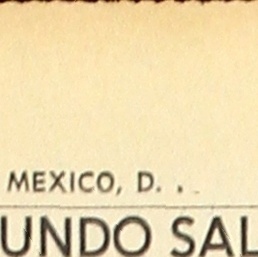 MEXICO, D. . .
UNDO SAL